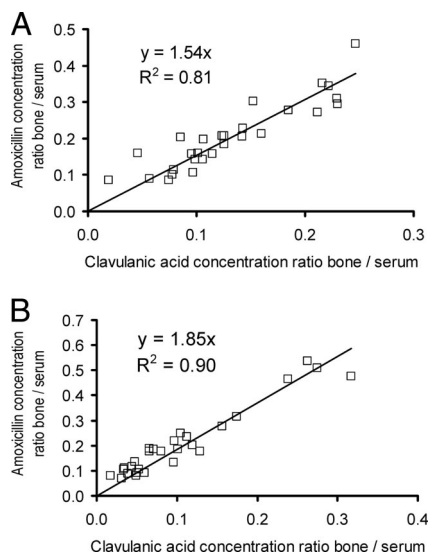 A
y = 1.54x
R² = 0.81
Amoxicillin concentration
ratio bone / serum
0.5
0.4
0.3
0.2
0.1
0.0
0.0 0.1 0.2 0.3
Clavulanic acid concentration ratio bone / serum
B
y = 1.85x
R² = 0.90
Amoxicillin concentration
ratio bone / serum
0.7
0.6
0.5
0.4
0.3
0.2
0.1
0.0
0.0 0.1 0.2 0.3 0.4
Clavulanic acid concentration ratio bone / serum